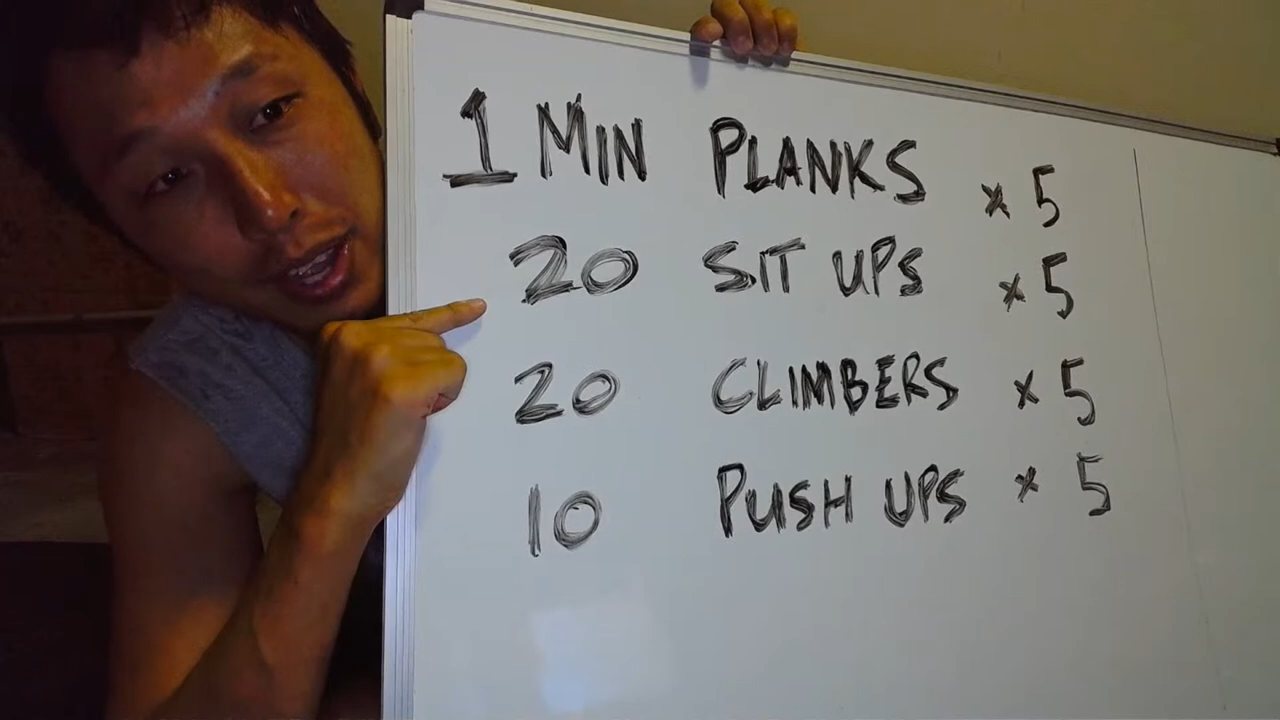 1 MIN PLANKS x 5
20 SIT UPS x 5
20 CLIMBERS x 5
10 PUSH UPS x 5